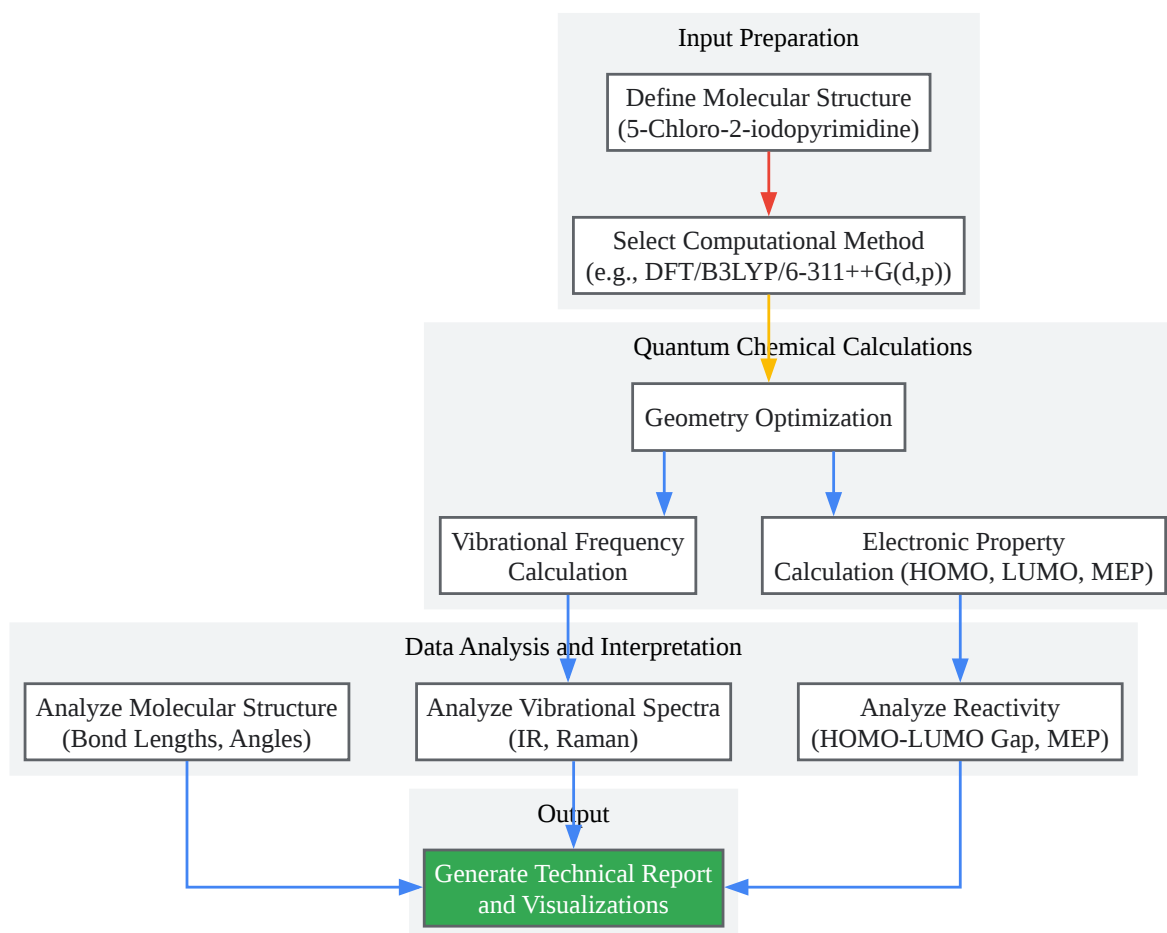 Input Preparation
Define Molecular Structure
(5-Chloro-2-iodopyrimidine)
Select Computational Method
(e.g., DFT/B3LYP/6-311++G(d,p))
Quantum Chemical Calculations
Geometry Optimization
Vibrational Frequency
Calculation
Electronic Property
Calculation (HOMO, LUMO, MEP)
Data Analysis and Interpretation
Analyze Molecular Structure
(Bond Lengths, Angles)
Analyze Vibrational Spectra
(IR, Raman)
Analyze Reactivity
(HOMO-LUMO Gap, MEP)
Output
Generate Technical Report
and Visualizations